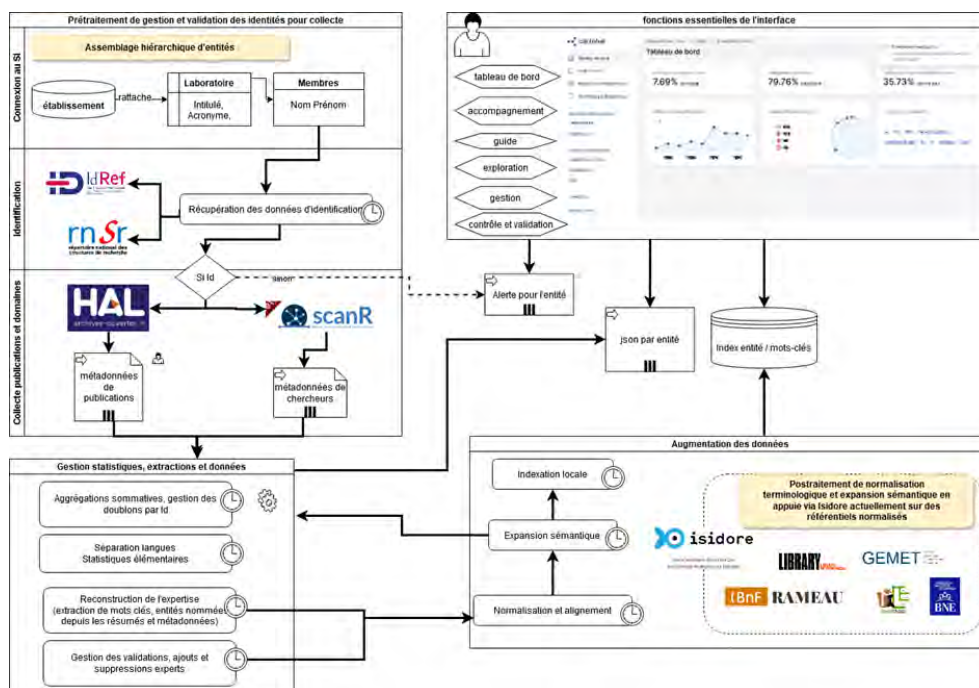 Prétraitement de gestion et validation des identités pour collecte
Connexion au SI
Assemblage hiérarchique d'entités
établissement
rattache
Laboratoire
Intitulé,
Acronyme,
Membres
Nom Prénom
Identification
IdRef
rnSr
répertoire national des
structures de recherche
Récupération des données d'identification
Collecte publications et domaines
Si Id
sinon
HAL
archives-ouvertes.fr
scanR
métadonnées
de
publications
métadonnées de
chercheurs
fonctions essentielles de l'interface
tableau de bord
accompagnement
guide
exploration
gestion
contrôle et validation
Tableau de bord
7.69%
79.76%
35.73%
Alerte pour l'entité
json par entité
Index entité / mots-clés
Gestion statistiques, extractions et données
Aggrégations sommatives, gestion des
doublons par Id
Séparation langues
Statistiques élémentaires
Reconstruction de l'expertise
(extraction de mots clés, entités nommée
depuis les résumés et métadonnées)
Gestion des validations, ajouts et
suppressions experts
Augmentation des données
Indexation locale
Expansion sémantique
Normalisation et alignement
Postraitement de normalisation
terminologique et expansion sémantique en
appuie via Isidore actuellement sur des
référentiels normalisés
isidore
LIBRARY
GEMET
BnF RAMEAU
BNE